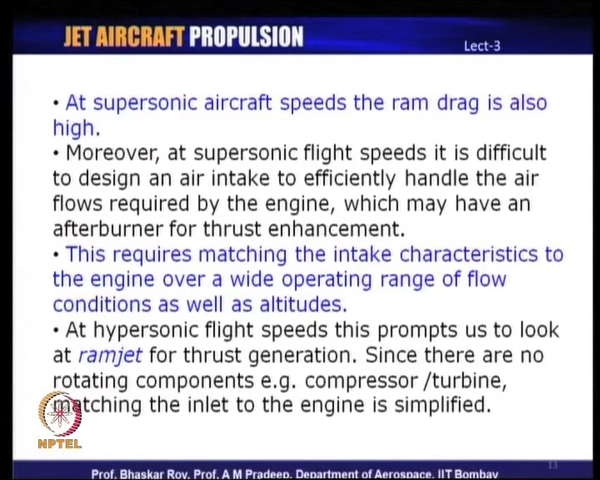 JET AIRCRAFT PROPULSION
Lect-3
• At supersonic aircraft speeds the ram drag is also
high.
• Moreover, at supersonic flight speeds it is difficult
to design an air intake to efficiently handle the air
flows required by the engine, which may have an
afterburner for thrust enhancement.
• This requires matching the intake characteristics to
the engine over a wide operating range of flow
conditions as well as altitudes.
• At hypersonic flight speeds this prompts us to look
at ramjet for thrust generation. Since there are no
rotating components e.g. compressor /turbine,
matching the inlet to the engine is simplified.
NPTEL
13
Prof. Bhaskar Roy, Prof. A M Pradeep, Department of Aerospace, IIT Bombay